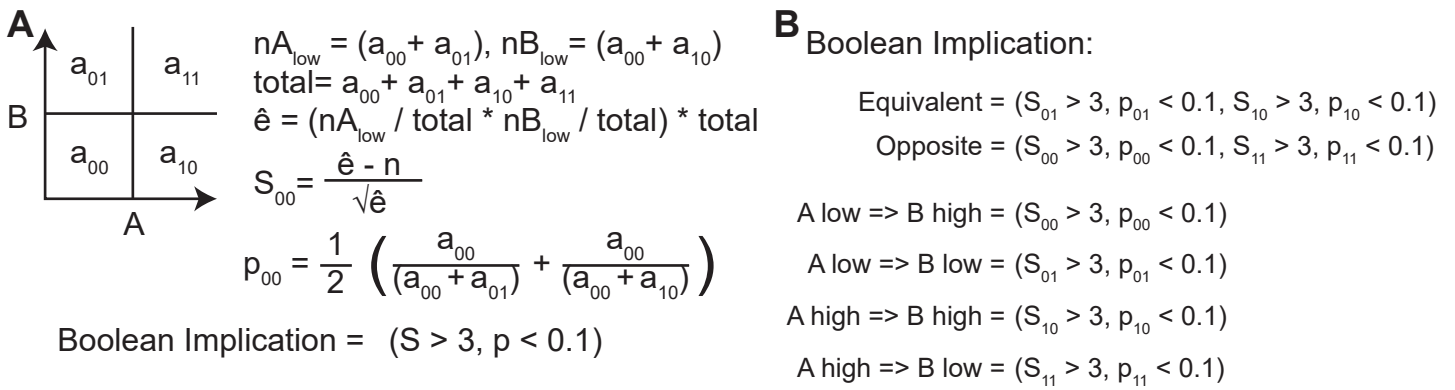 A
a₀₁ a₁₁
B
a₀₀ a₁₀
A
nA_low = (a₀₀+ a₀₁), nB_low= (a₀₀+ a₁₀)
total= a₀₀+ a₀₁+ a₁₀+ a₁₁
ê = (nA_low / total * nB_low / total) * total
S₀₀= (ê - n) / √ê
p₀₀ = 1/2 ( a₀₀/(a₀₀ + a₀₁) + a₀₀/(a₀₀ + a₁₀) )
Boolean Implication = (S > 3, p < 0.1)
B Boolean Implication:
Equivalent = (S₀₁ > 3, p₀₁ < 0.1, S₁₀ > 3, p₁₀ < 0.1)
Opposite = (S₀₀ > 3, p₀₀ < 0.1, S₁₁ > 3, p₁₁ < 0.1)
A low => B high = (S₀₀ > 3, p₀₀ < 0.1)
A low => B low = (S₀₁ > 3, p₀₁ < 0.1)
A high => B high = (S₁₀ > 3, p₁₀ < 0.1)
A high => B low = (S₁₁ > 3, p₁₁ < 0.1)